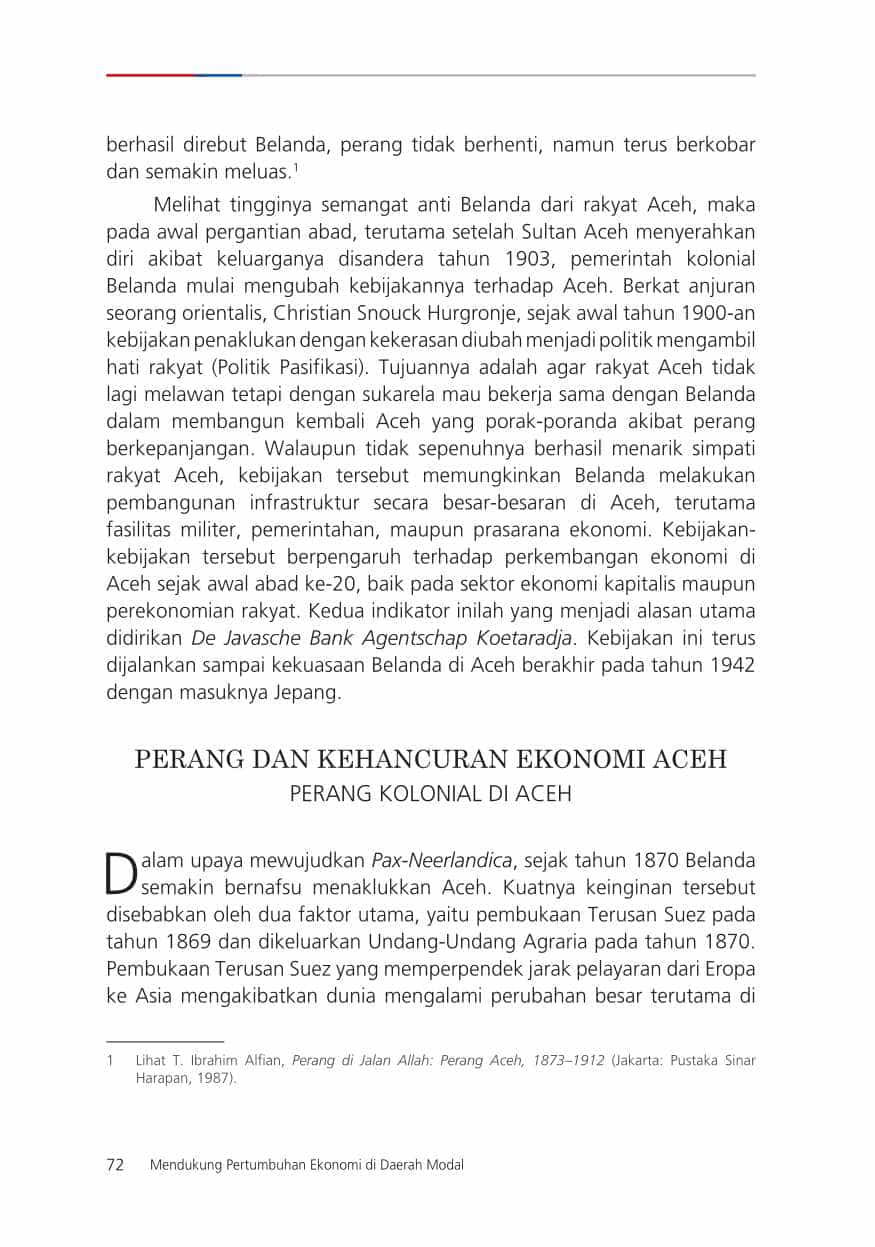 berhasil direbut Belanda, perang tidak berhenti, namun terus berkobar
dan semakin meluas.1
Melihat tingginya semangat anti Belanda dari rakyat Aceh, maka
pada awal pergantian abad, terutama setelah Sultan Aceh menyerahkan
diri akibat keluarganya disandera tahun 1903, pemerintah kolonial
Belanda mulai mengubah kebijakannya terhadap Aceh. Berkat anjuran
seorang orientalis, Christian Snouck Hurgronje, sejak awal tahun 1900-an
kebijakan penaklukan dengan kekerasan diubah menjadi politik mengambil
hati rakyat (Politik Pasifikasi). Tujuannya adalah agar rakyat Aceh tidak
lagi melawan tetapi dengan sukarela mau bekerja sama dengan Belanda
dalam membangun kembali Aceh yang porak-poranda akibat perang
berkepanjangan. Walaupun tidak sepenuhnya berhasil menarik simpati
rakyat Aceh, kebijakan tersebut memungkinkan Belanda melakukan
pembangunan infrastruktur secara besar-besaran di Aceh, terutama
fasilitas militer, pemerintahan, maupun prasarana ekonomi. Kebijakan-
kebijakan tersebut berpengaruh terhadap perkembangan ekonomi di
Aceh sejak awal abad ke-20, baik pada sektor ekonomi kapitalis maupun
perekonomian rakyat. Kedua indikator inilah yang menjadi alasan utama
didirikan De Javasche Bank Agentschap Koetaradja. Kebijakan ini terus
dijalankan sampai kekuasaan Belanda di Aceh berakhir pada tahun 1942
dengan masuknya Jepang.
PERANG DAN KEHANCURAN EKONOMI ACEH
PERANG KOLONIAL DI ACEH
Dalam upaya mewujudkan Pax-Neerlandica, sejak tahun 1870 Belanda
semakin bernafsu menaklukkan Aceh. Kuatnya keinginan tersebut
disebabkan oleh dua faktor utama, yaitu pembukaan Terusan Suez pada
tahun 1869 dan dikeluarkan Undang-Undang Agraria pada tahun 1870.
Pembukaan Terusan Suez yang memperpendek jarak pelayaran dari Eropa
ke Asia mengakibatkan dunia mengalami perubahan besar terutama di
1 Lihat T. Ibrahim Alfian, Perang di Jalan Allah: Perang Aceh, 1873–1912 (Jakarta: Pustaka Sinar
Harapan, 1987).
72 Mendukung Pertumbuhan Ekonomi di Daerah Modal